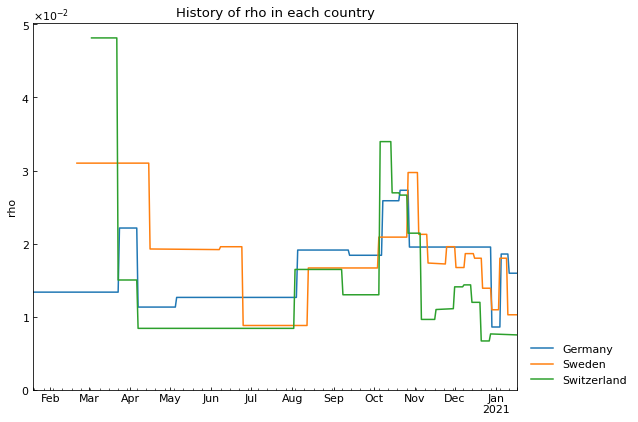 History of rho in each country
×10⁻²
5
4
3
2
1
0
rho
Feb Mar Apr May Jun Jul Aug Sep Oct Nov Dec Jan
2021
Germany
Sweden
Switzerland